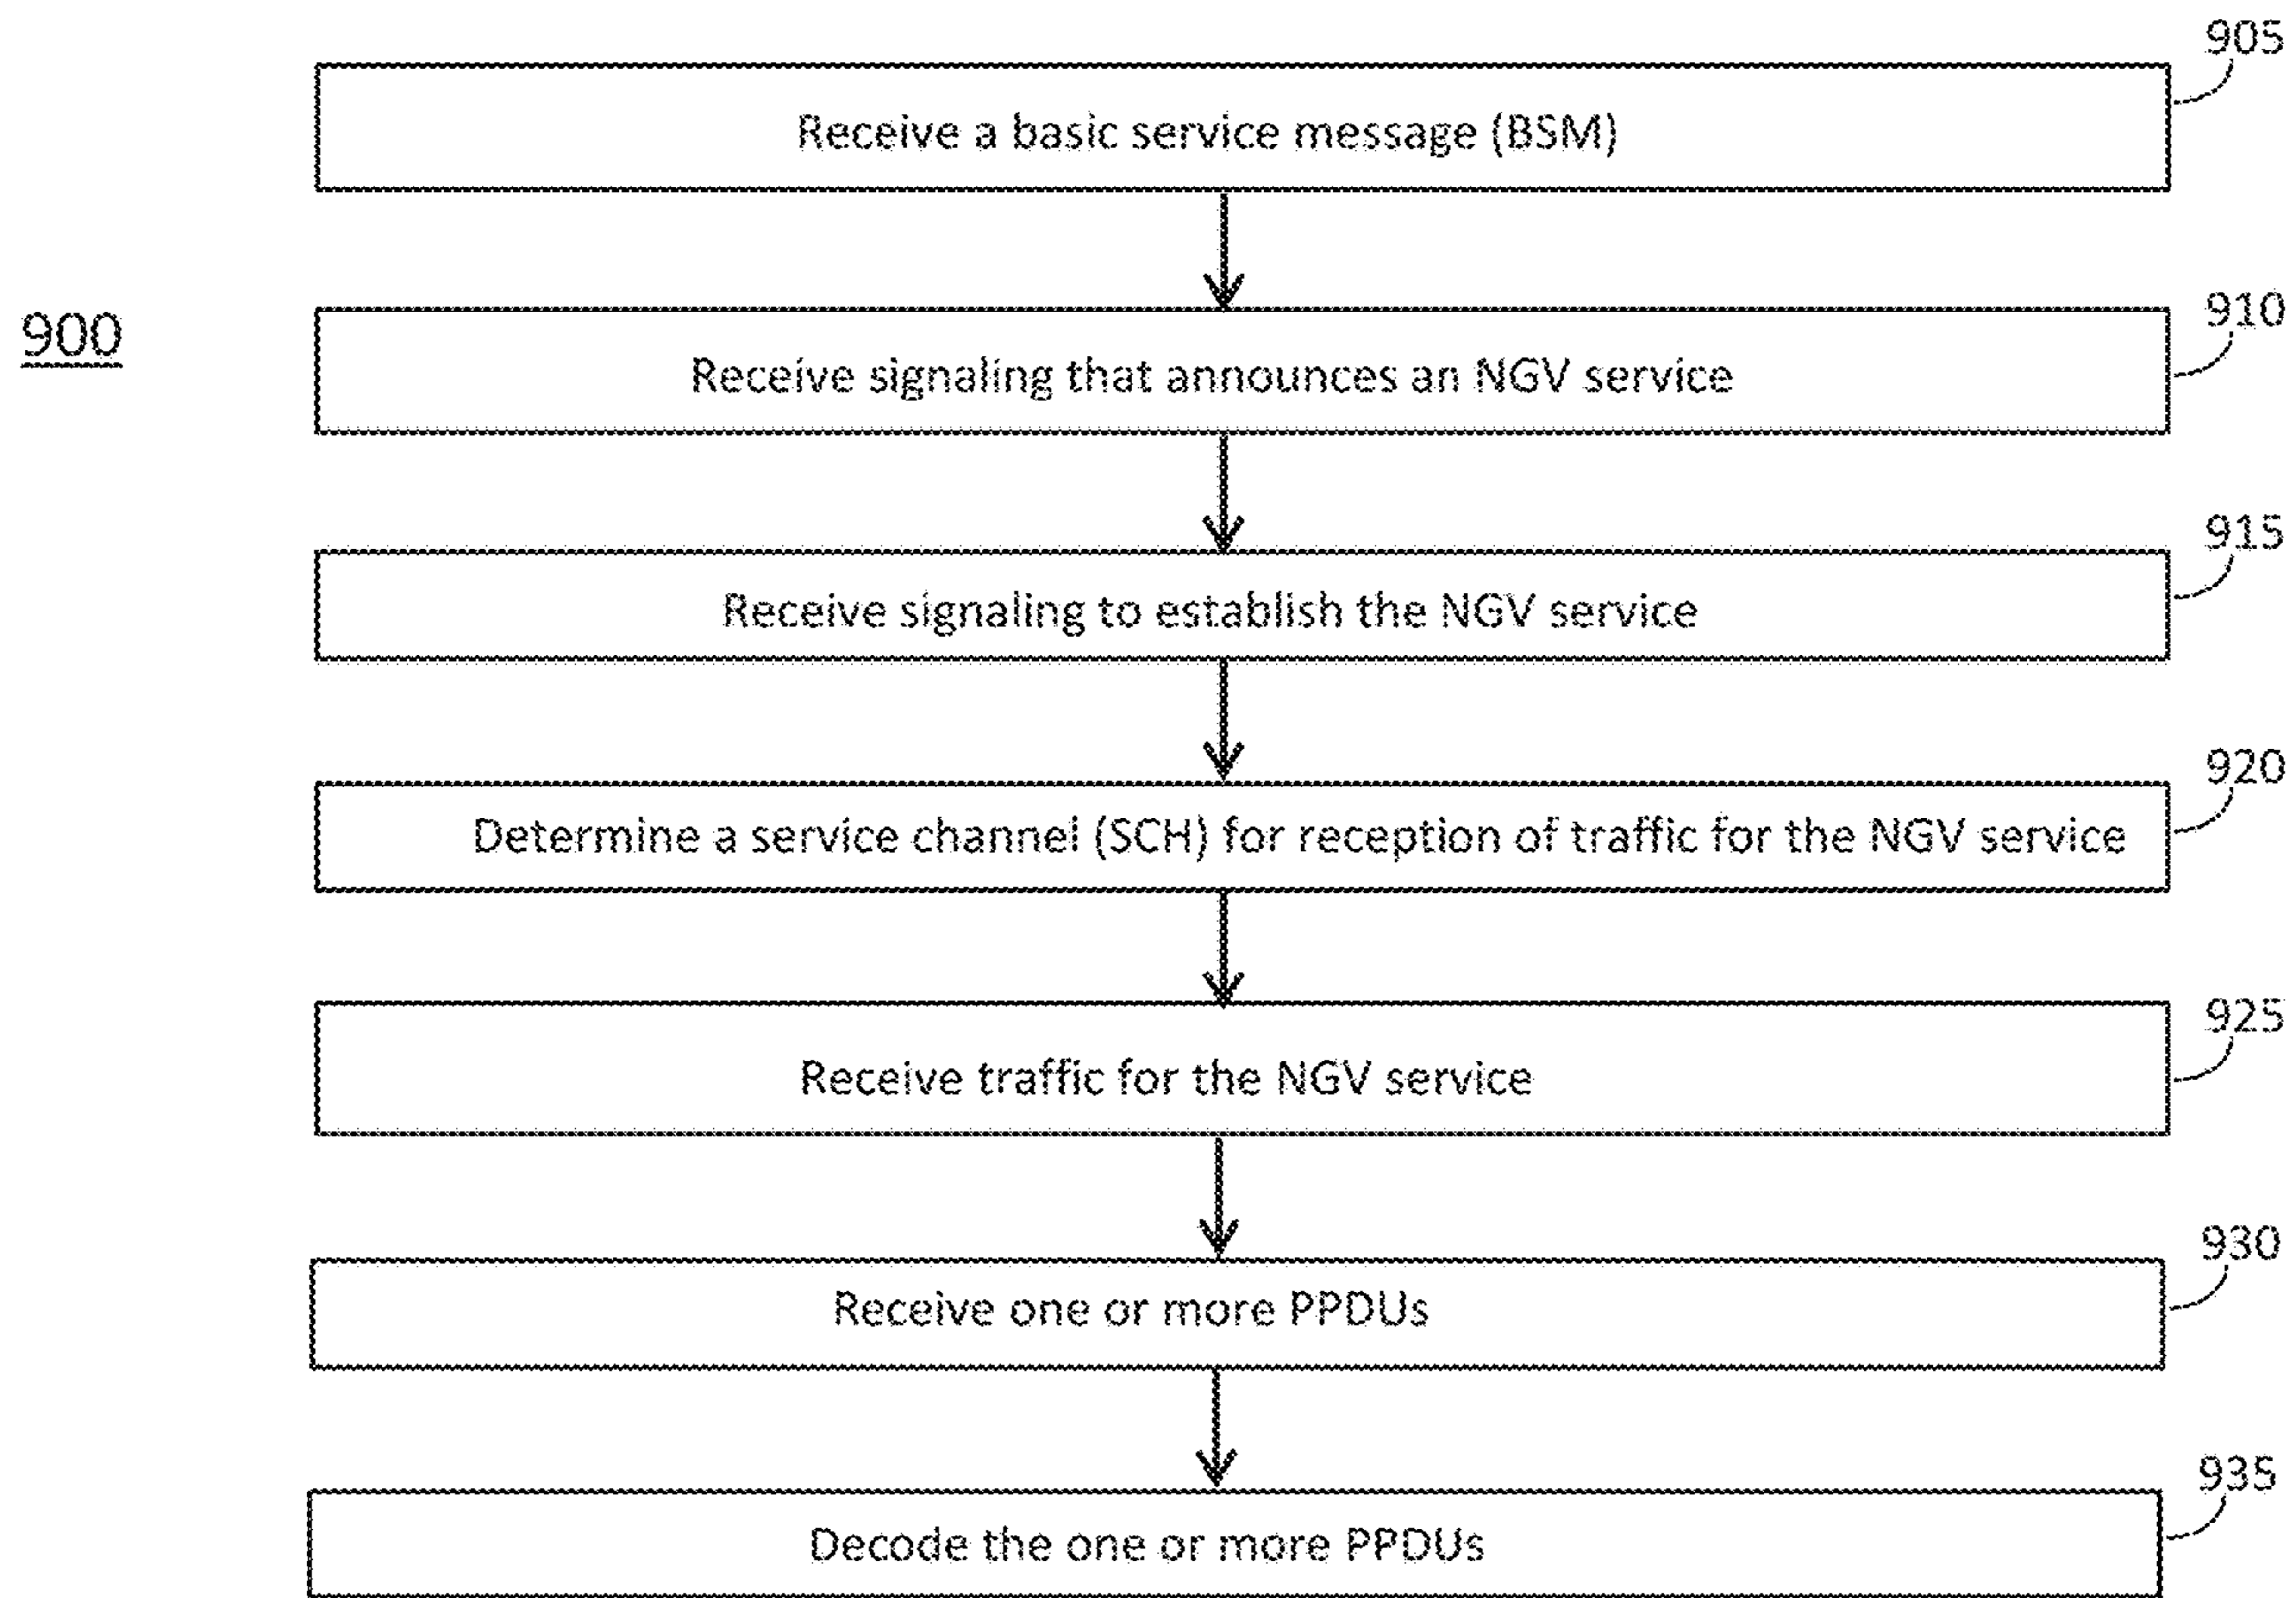 905
Receive a basic service message (BSM)
900
910
Receive signaling that announces an NGV service
915
Receive signaling to establish the NGV service
920
Determine a service channel (SCH) for reception of traffic for the NGV service
925
Receive traffic for the NGV service
930
Receive one or more PPDUs
935
Decode the one or more PPDUs